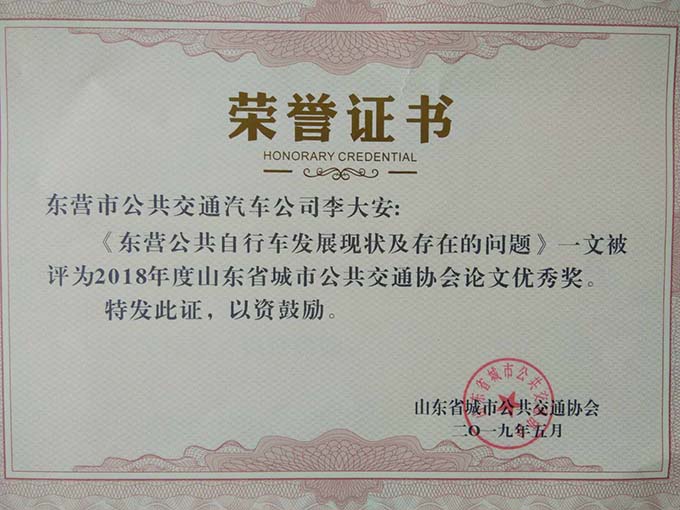 荣誉证书
HONORARY CREDENTIAL
东营市公共交通汽车公司李大安:
《东营公共自行车发展现状及存在的问题》一文被
评为2018年度山东省城市公共交通协会论文优秀奖。
特发此证，以资鼓励。
山东省城市公共交通协会
二〇一九年五月